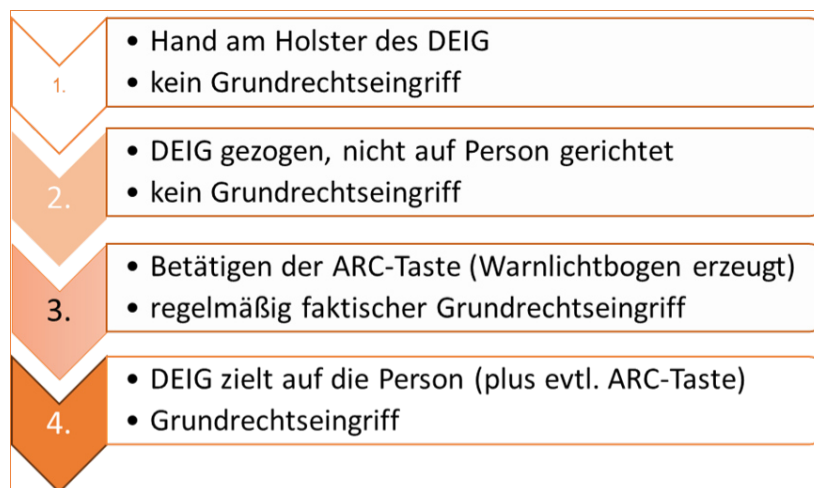 1.
• Hand am Holster des DEIG
• kein Grundrechtseingriff
2.
• DEIG gezogen, nicht auf Person gerichtet
• kein Grundrechtseingriff
3.
• Betätigen der ARC-Taste (Warnlichtbogen erzeugt)
• regelmäßig faktischer Grundrechtseingriff
4.
• DEIG zielt auf die Person (plus evtl. ARC-Taste)
• Grundrechtseingriff